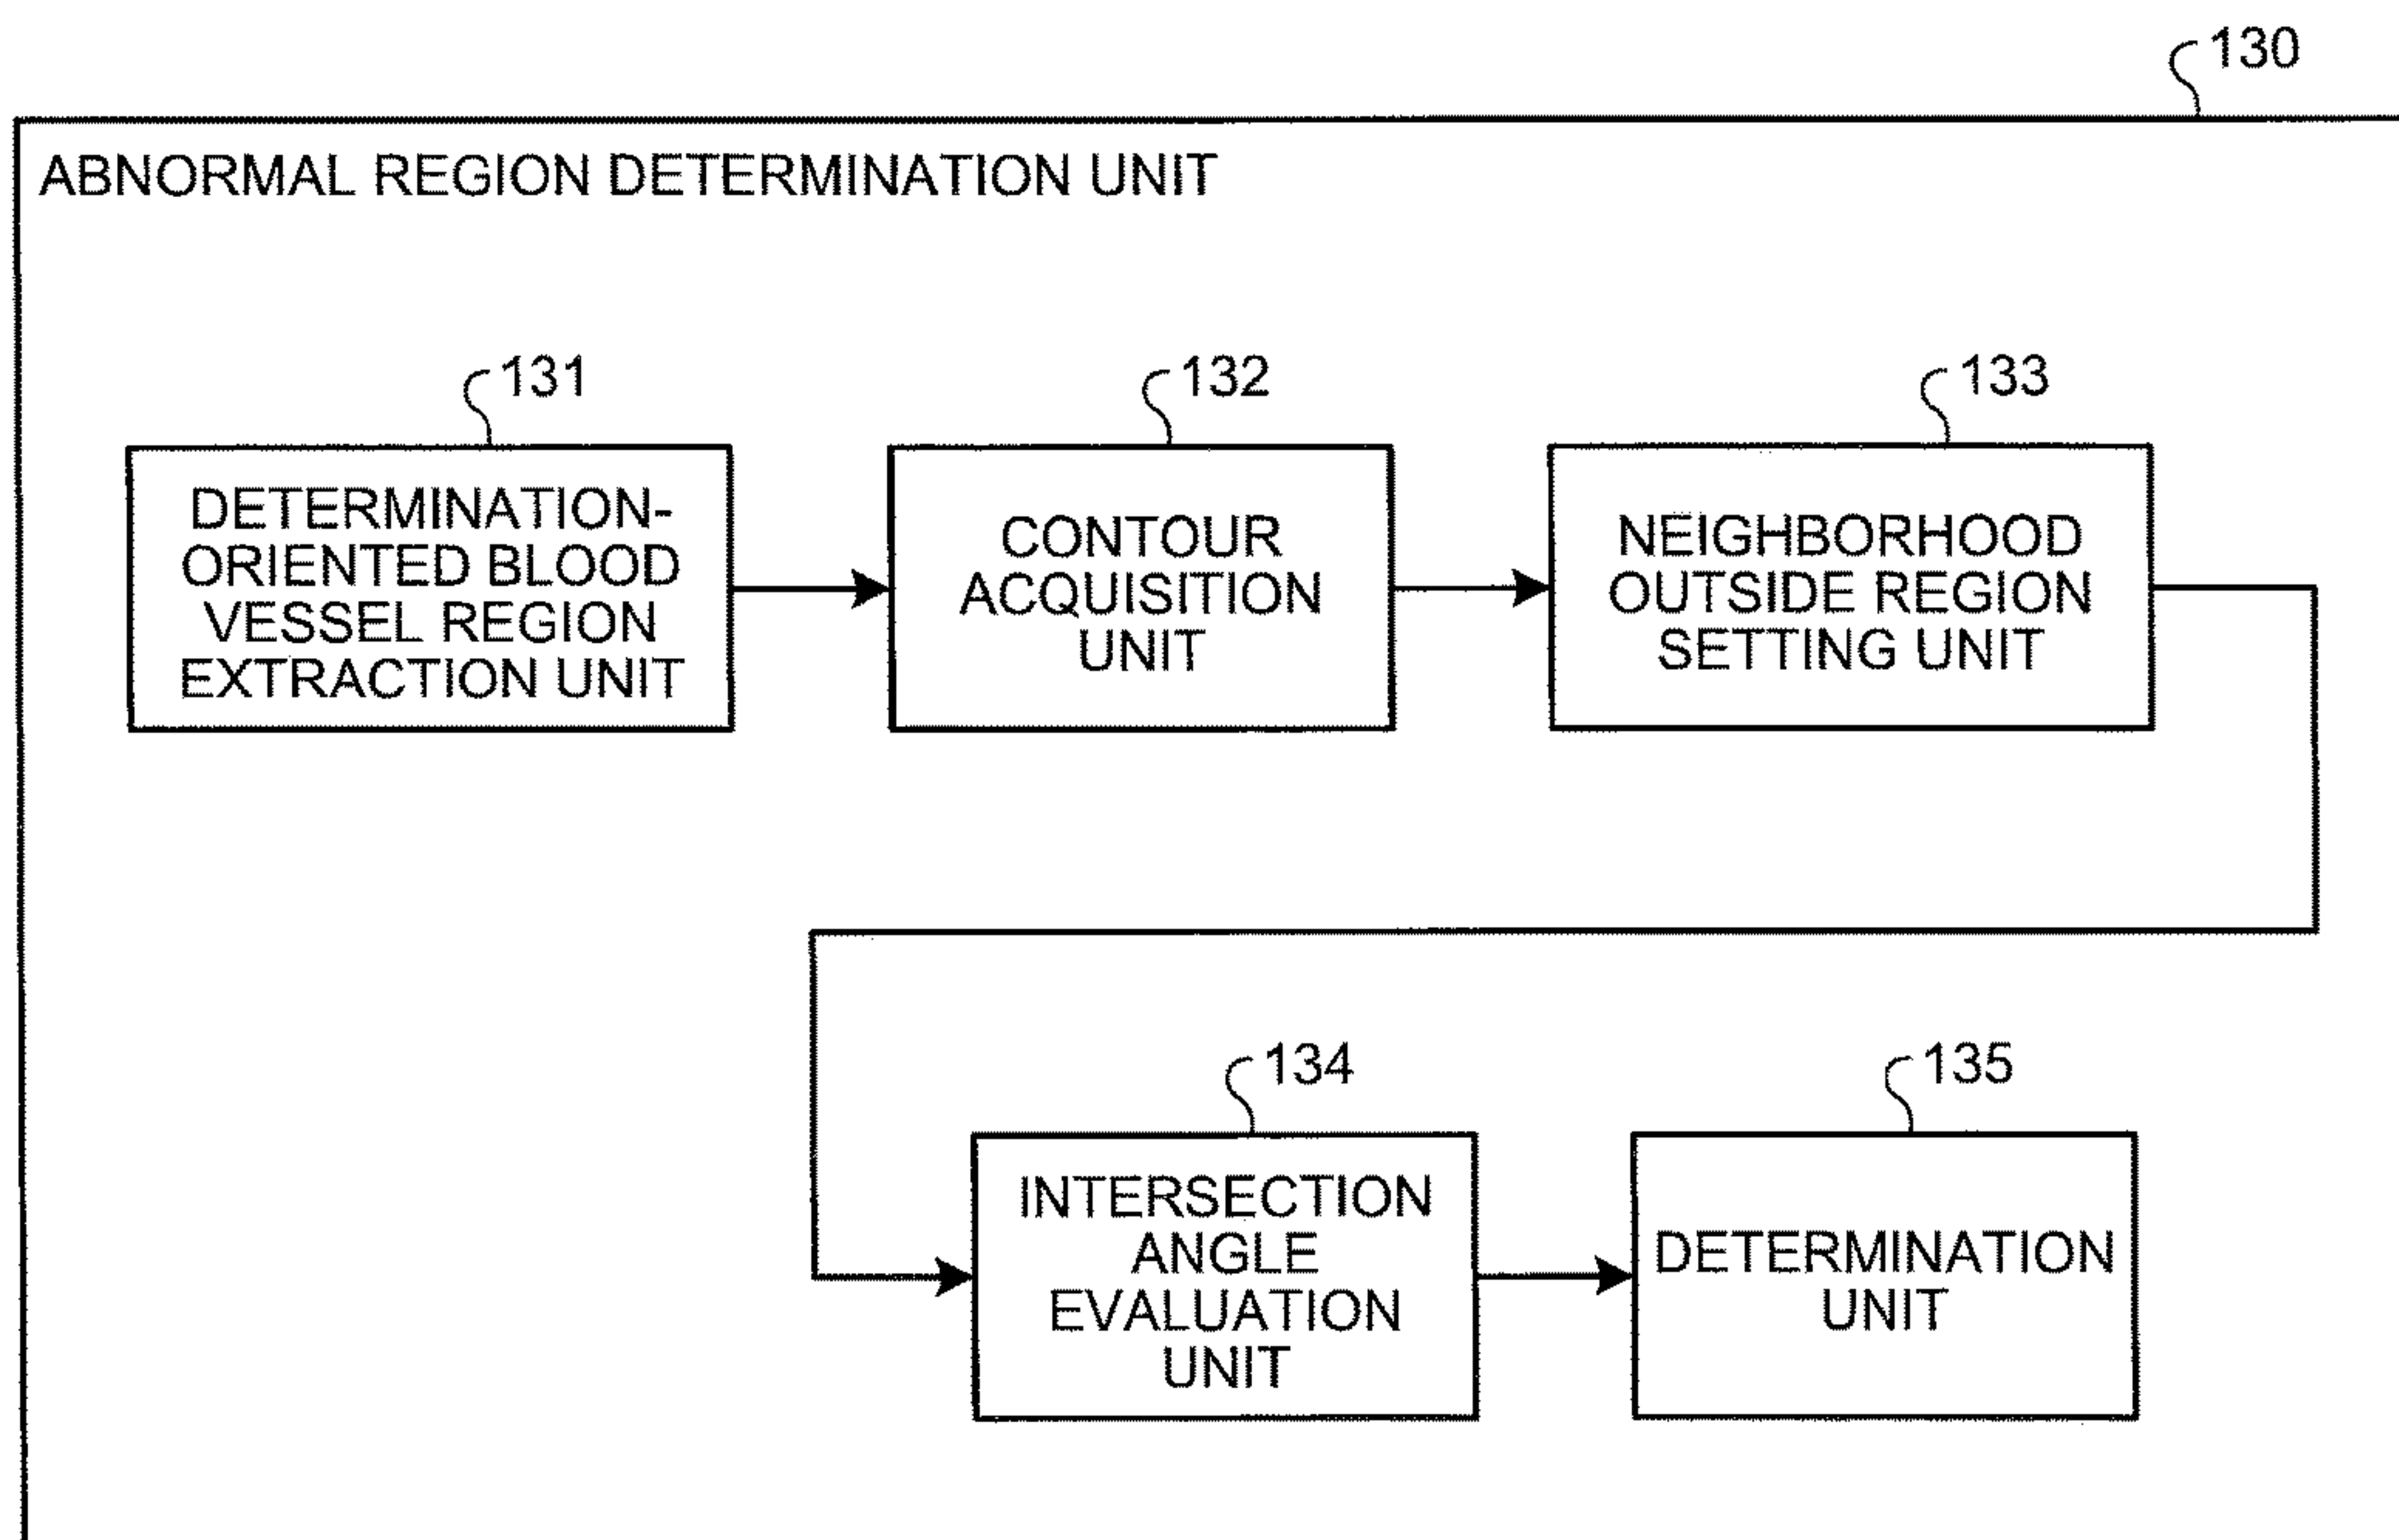 130
ABNORMAL REGION DETERMINATION UNIT
131
132
133
DETERMINATION-
ORIENTED BLOOD
VESSEL REGION
EXTRACTION UNIT
CONTOUR
ACQUISITION
UNIT
NEIGHBORHOOD
OUTSIDE REGION
SETTING UNIT
134
135
INTERSECTION
ANGLE
EVALUATION
UNIT
DETERMINATION
UNIT